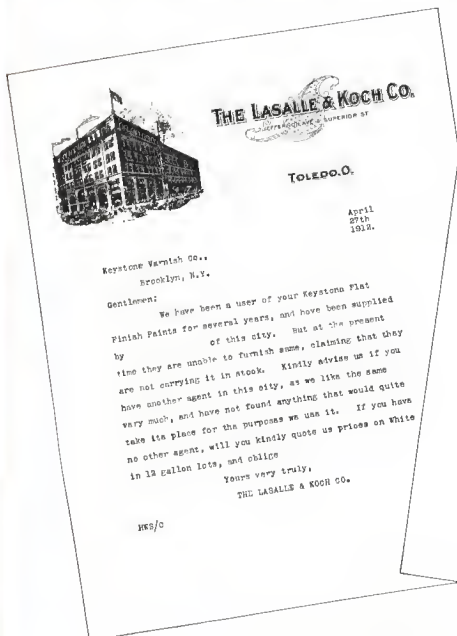 THE LASALLE & KOCH CO.
JEFFERSON AVE & SUPERIOR ST
TOLEDO.O.
April
27th
1912.
Keystone Varnish Co.,
Brooklyn, N.Y.
Gentlemen:
We have been a user of your Keystona Flat
Finish Paints for several years, and have been supplied
by of this city. But at the present
time they are unable to furnish same, claiming that they
are not carrying it in stock. Kindly advise us if you
have another agent in this city, as we like the same
very much, and have not found anything that would quite
take its place for the purposes we use it. If you have
no other agent, will you kindly quote us prices on White
in 12 gallon lots, and oblige
Yours very truly,
THE LASALLE & KOCH CO.
HKS/C